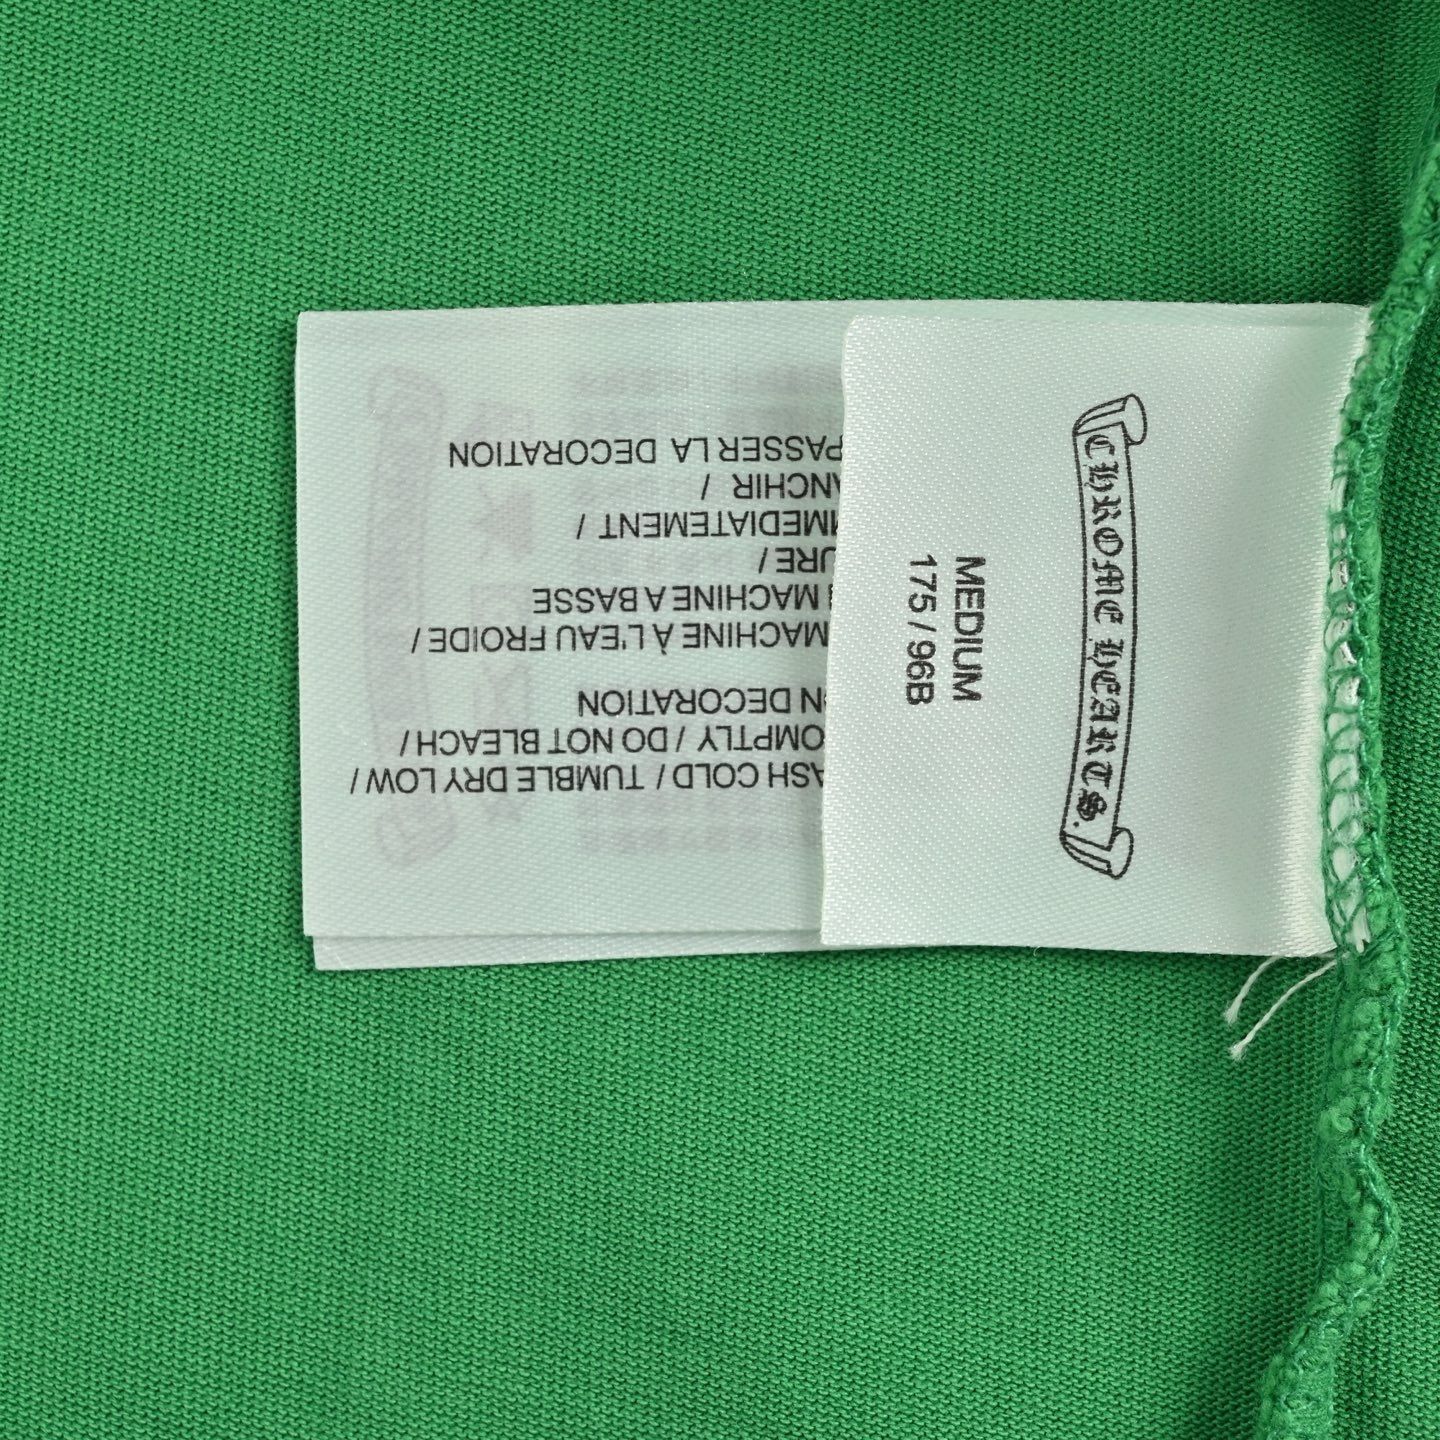 CHROME HEARTS.
MEDIUM
175 / 96B
ASH COLD / TUMBLE DRY LOW /
OMPTLY / DO NOT BLEACH /
N DECORATION
MACHINE À L'EAU FROIDE /
MACHINE A BASSE
URE /
MMEDIATEMENT /
ANCHIR /
PASSER LA DECORATION